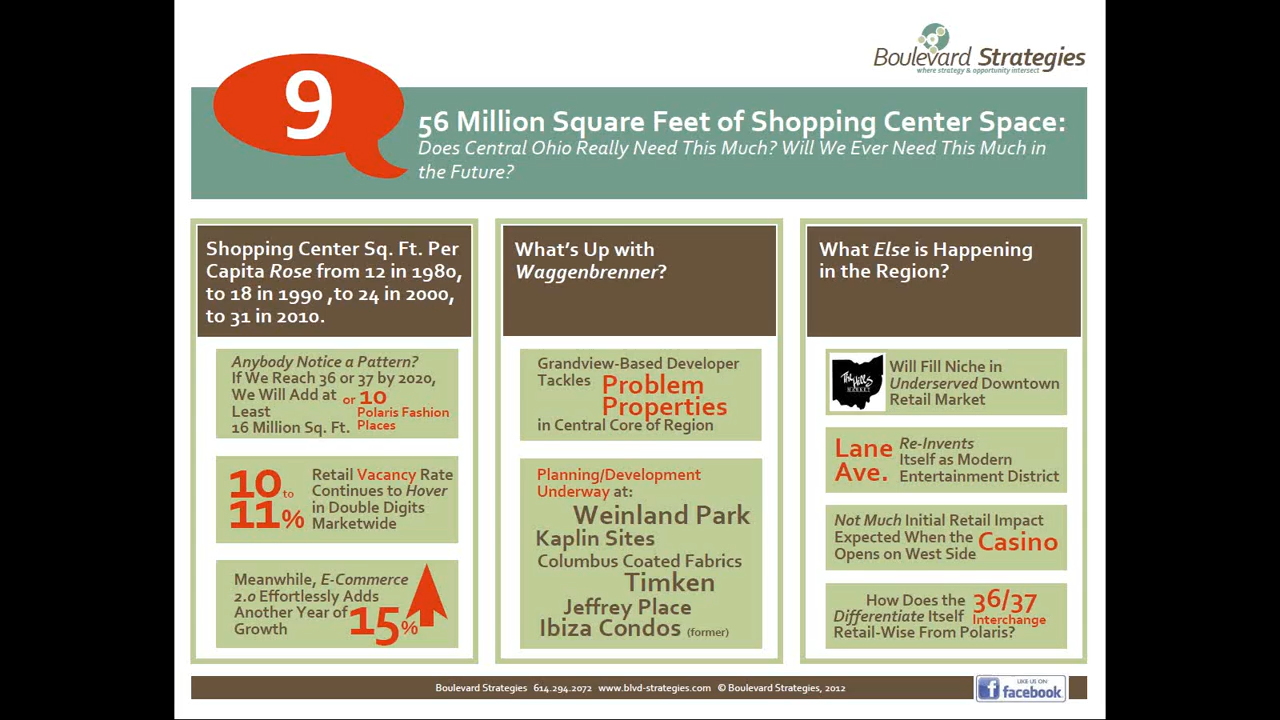 Boulevard Strategies
where strategy & opportunity intersect
9
56 Million Square Feet of Shopping Center Space:
Does Central Ohio Really Need This Much? Will We Ever Need This Much in
the Future?
Shopping Center Sq. Ft. Per
Capita Rose from 12 in 1980,
to 18 in 1990 ,to 24 in 2000,
to 31 in 2010.
Anybody Notice a Pattern?
If We Reach 36 or 37 by 2020,
We Will Add at
Least
16 Million Sq. Ft.
or 10
Polaris Fashion
Places
10 to
11%
Retail Vacancy Rate
Continues to Hover
in Double Digits
Marketwide
Meanwhile, E-Commerce
2.0 Effortlessly Adds
Another Year of
Growth
15%
What's Up with
Waggenbrenner?
Grandview-Based Developer
Tackles Problem
Properties
in Central Core of Region
Planning/Development
Underway at:
Weinland Park
Kaplin Sites
Columbus Coated Fabrics
Timken
Jeffrey Place
Ibiza Condos (former)
What Else is Happening
in the Region?
The Hills
MARKET
Will Fill Niche in
Underserved Downtown
Retail Market
Lane
Ave.
Re-Invents
Itself as Modern
Entertainment District
Not Much Initial Retail Impact
Expected When the
Opens on West Side
Casino
How Does the 36/37
Interchange
Differentiate Itself
Retail-Wise From Polaris?
Boulevard Strategies 614.294.2072 www.blvd-strategies.com © Boulevard Strategies, 2012
LIKE US ON
facebook